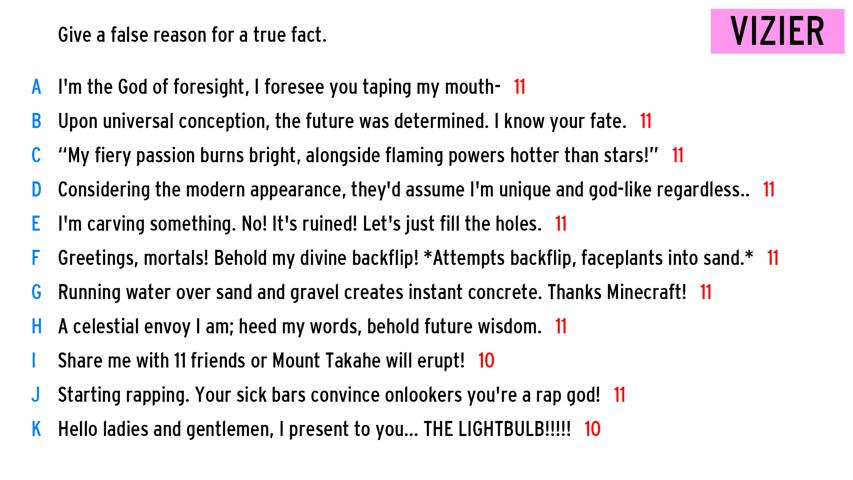 Give a false reason for a true fact.
VIZIER
A I'm the God of foresight, I foresee you taping my mouth- 11
B Upon universal conception, the future was determined. I know your fate. 11
C “My fiery passion burns bright, alongside flaming powers hotter than stars!” 11
D Considering the modern appearance, they'd assume I'm unique and god-like regardless.. 11
E I'm carving something. No! It's ruined! Let's just fill the holes. 11
F Greetings, mortals! Behold my divine backflip! *Attempts backflip, faceplants into sand.* 11
G Running water over sand and gravel creates instant concrete. Thanks Minecraft! 11
H A celestial envoy I am; heed my words, behold future wisdom. 11
I Share me with 11 friends or Mount Takahe will erupt! 10
J Starting rapping. Your sick bars convince onlookers you're a rap god! 11
K Hello ladies and gentlemen, I present to you... THE LIGHTBULB!!!!! 10